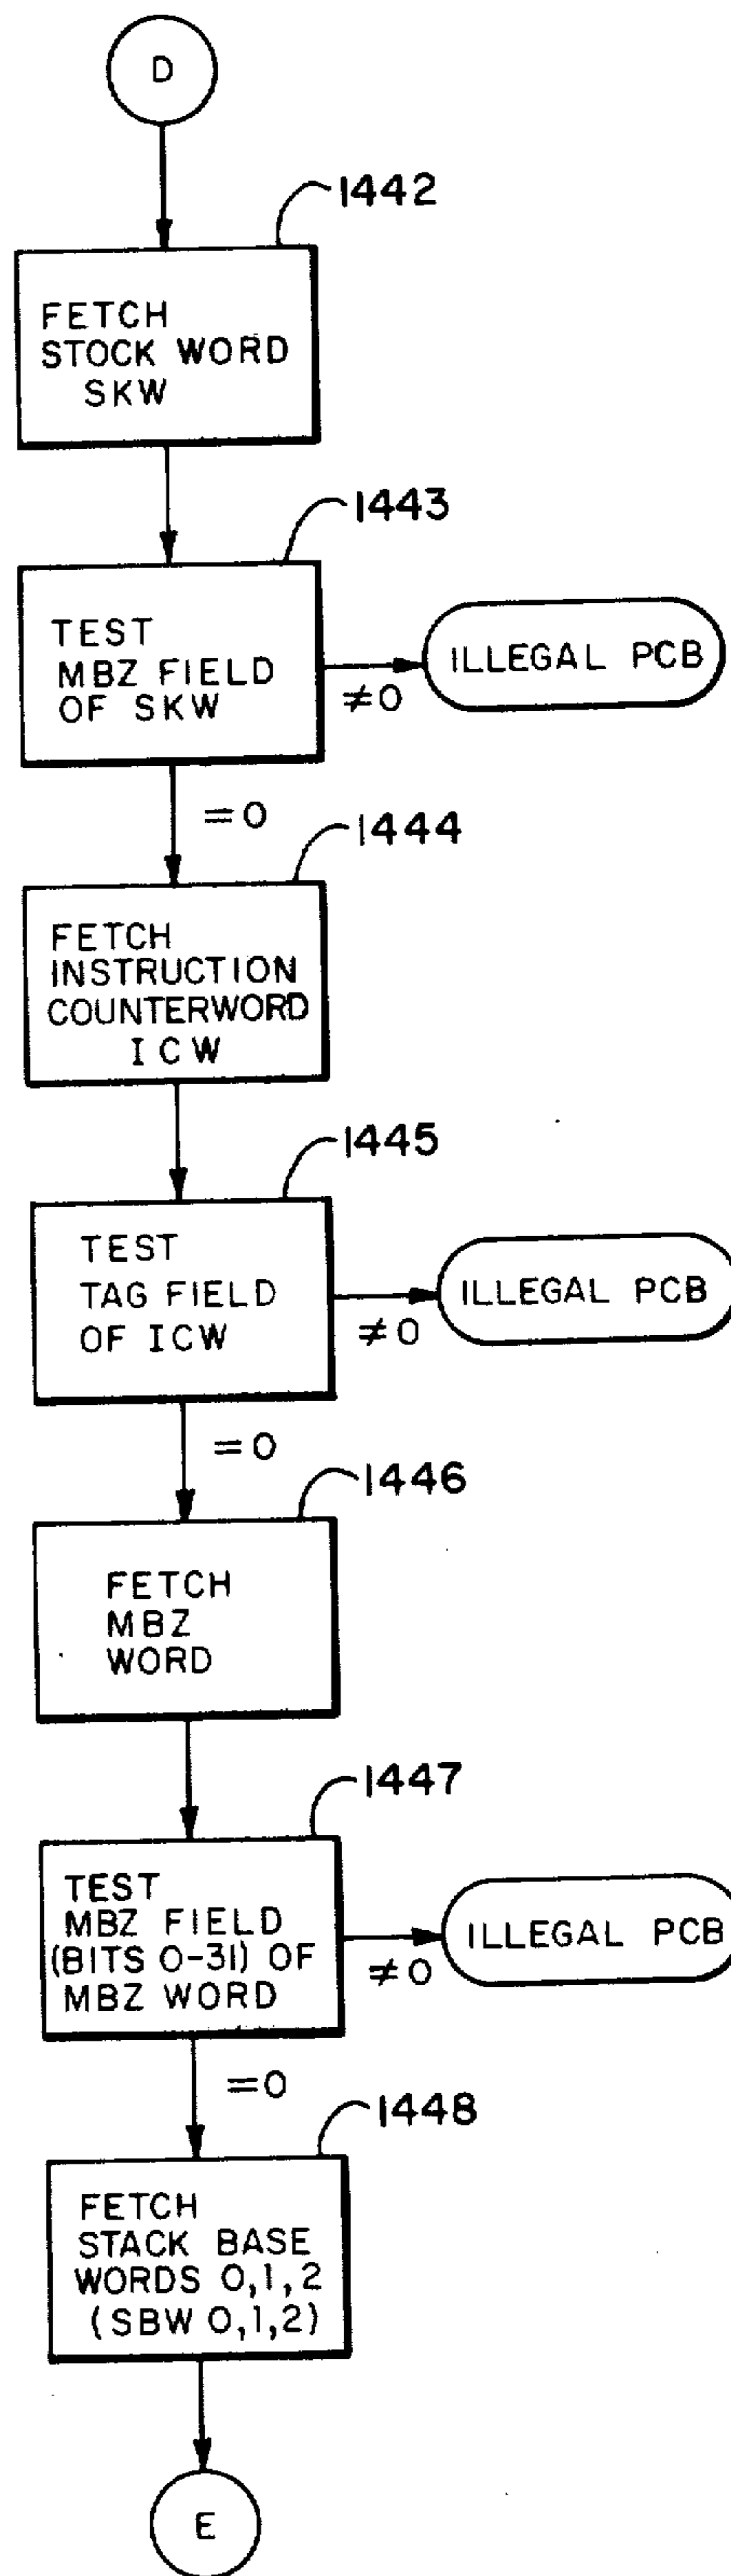 D
1442
FETCH
STOCK WORD
SKW
1443
TEST
MBZ FIELD
OF SKW
≠0
ILLEGAL PCB
=0
1444
FETCH
INSTRUCTION
COUNTERWORD
ICW
1445
TEST
TAG FIELD
OF ICW
≠0
ILLEGAL PCB
=0
1446
FETCH
MBZ
WORD
1447
TEST
MBZ FIELD
(BITS 0-31) OF
MBZ WORD
≠0
ILLEGAL PCB
=0
1448
FETCH
STACK BASE
WORDS 0,1,2
(SBW 0,1,2)
E